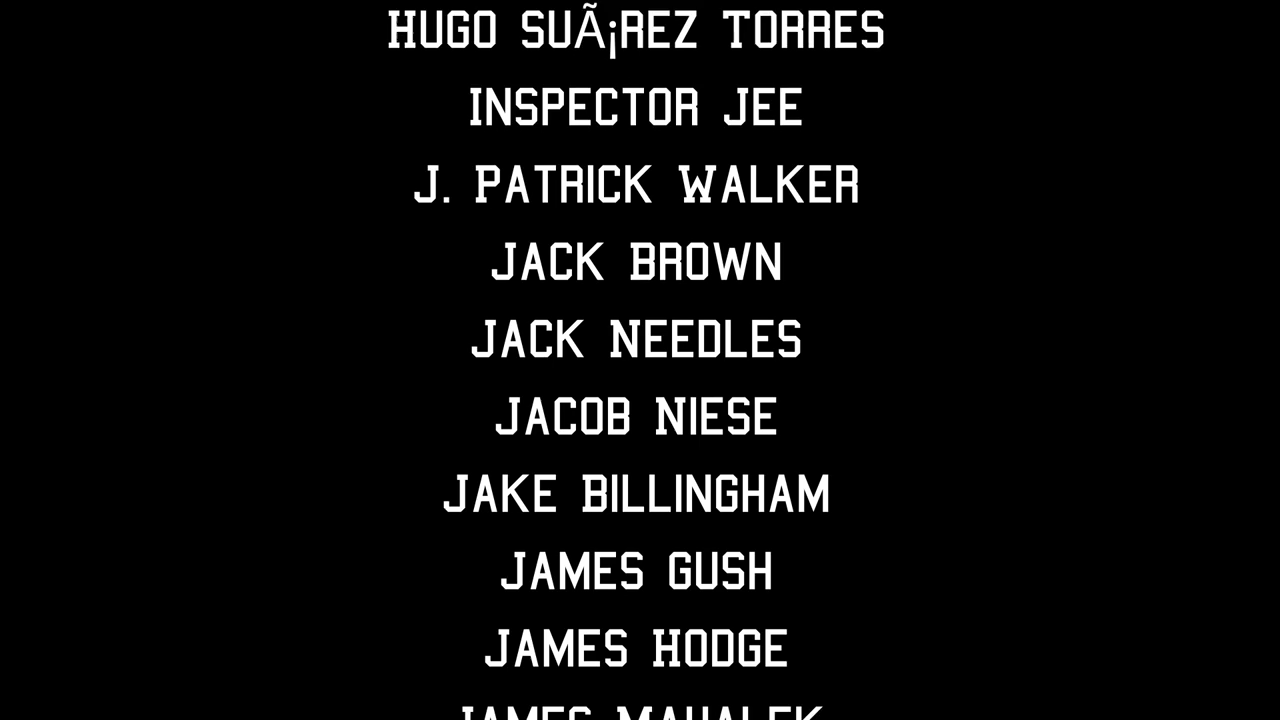 HUGO SUÃ¡REZ TORRES
INSPECTOR JEE
J. PATRICK WALKER
JACK BROWN
JACK NEEDLES
JACOB NIESE
JAKE BILLINGHAM
JAMES GUSH
JAMES HODGE
JAMES